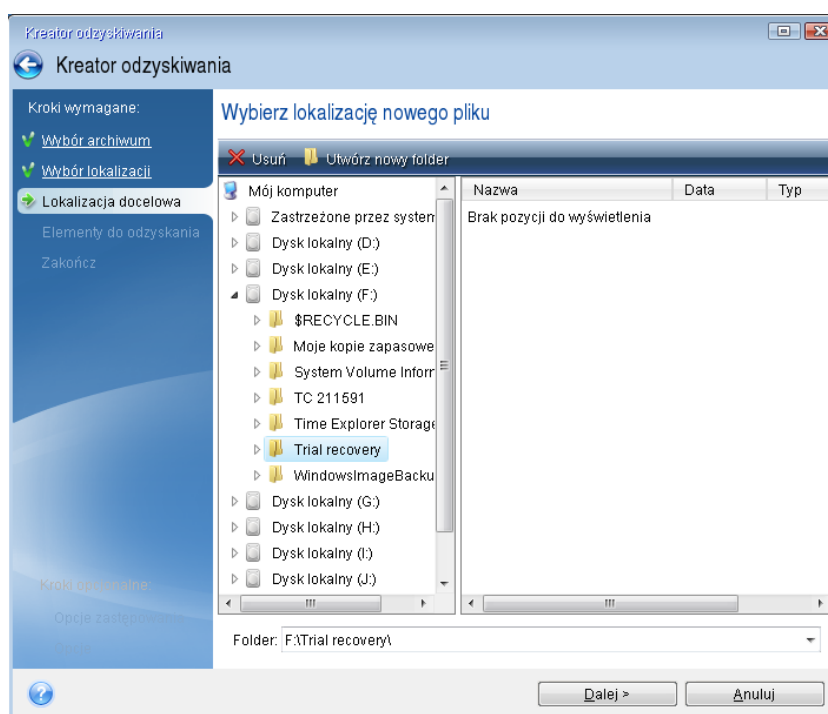 Kreator odzyskiwania
Kreator odzyskiwania
Kroki wymagane:
Wybór archiwum
Wybór lokalizacji
Lokalizacja docelowa
Elementy do odzyskania
Zakończ
Kroki opcjonalne:
Opcje
Wybierz lokalizację nowego pliku
Usuń Utwórz nowy folder
Mój komputer
Zastrzeżone przez system
Dysk lokalny (D:)
Dysk lokalny (E:)
Dysk lokalny (F:)
$RECYCLE.BIN
Moje kopie zapasowe
System Volume Inforr
TC 211591
Time Explorer Storage
Trial recovery
WindowsImageBacku
Dysk lokalny (G:)
Dysk lokalny (H:)
Dysk lokalny (I:)
Dysk lokalny (J:)
Nazwa Data Typ
Brak pozycji do wyświetlenia
Folder: F:\Trial recovery\
Dalej >
Anuluj